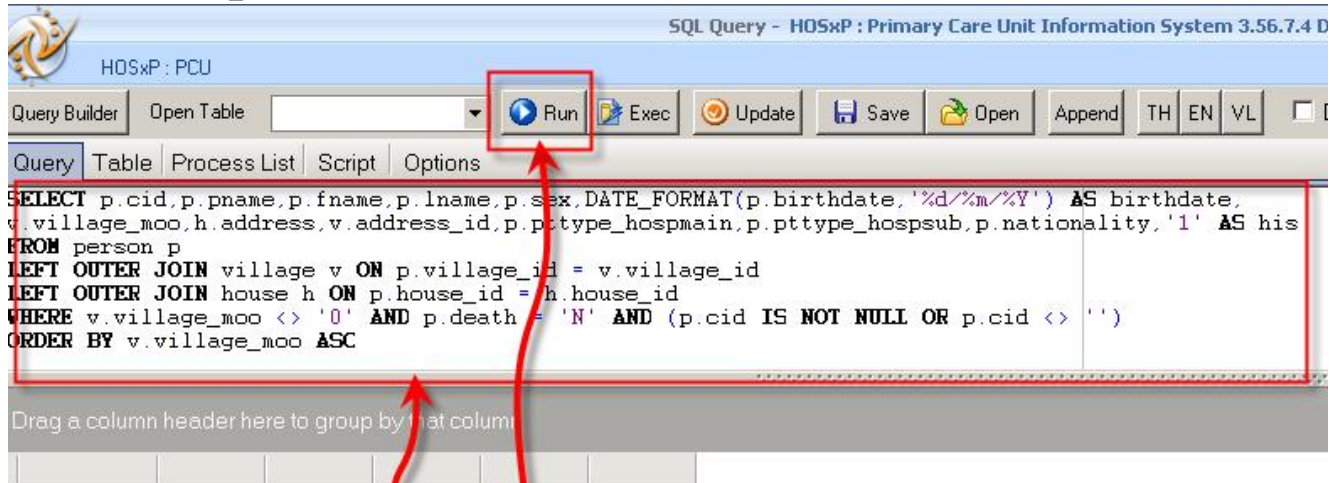 SQL Query - HOSxP : Primary Care Unit Information System 3.56.7.4
HOSxP : PCU
Query Builder Open Table Run Exec Update Save Open Append TH EN VL
Query Table Process List Script Options
SELECT p.cid,p.pname,p.fname,p.lname,p.sex,DATE_FORMAT(p.birthdate,'%d/%m/%Y') AS birthdate,
v.village_moo,h.address,v.address_id,p.pttype_hospmain,p.pttype_hospsub,p.nationality,'1' AS his
FROM person p
LEFT OUTER JOIN village v ON p.village_id = v.village_id
LEFT OUTER JOIN house h ON p.house_id = h.house_id
WHERE v.village_moo <> '0' AND p.death = 'N' AND (p.cid IS NOT NULL OR p.cid <> '')
ORDER BY v.village_moo ASC
Drag a column header here to group by that column